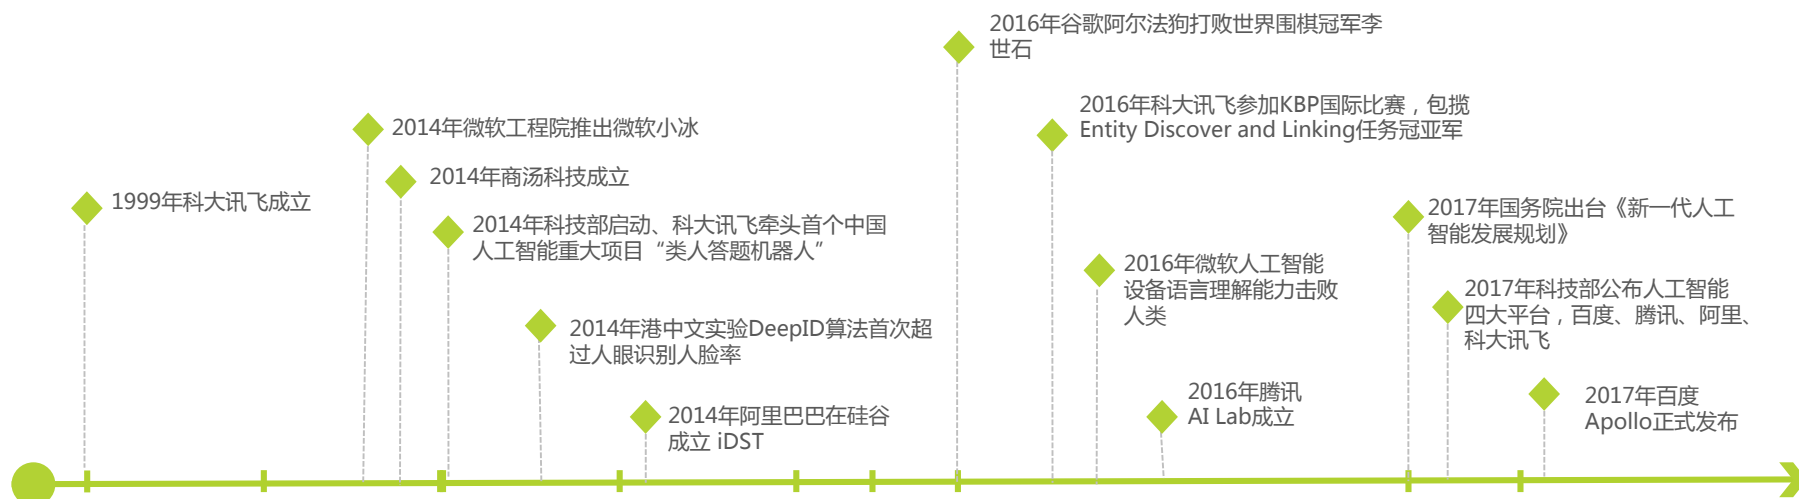 1999年科大讯飞成立
2014年微软工程院推出微软小冰
2014年商汤科技成立
2014年科技部启动、科大讯飞牵头首个中国
人工智能重大项目“类人答题机器人”
2014年港中文实验DeepID算法首次超
过人眼识别人脸率
2014年阿里巴巴在硅谷
成立 iDST
2016年谷歌阿尔法狗打败世界围棋冠军李
世石
2016年科大讯飞参加KBP国际比赛，包揽
Entity Discover and Linking任务冠亚军
2016年微软人工智能
设备语言理解能力击败
人类
2016年腾讯
AI Lab成立
2017年国务院出台《新一代人工
智能发展规划》
2017年科技部公布人工智能
四大平台，百度、腾讯、阿里、
科大讯飞
2017年百度
Apollo正式发布